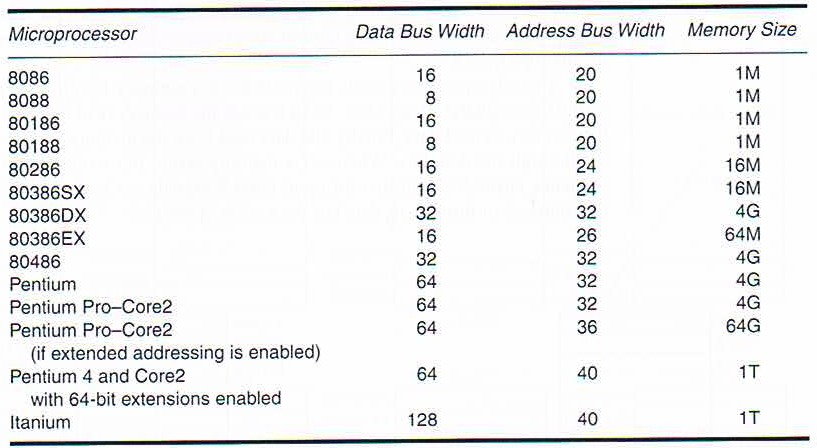 Microprocessor Data Bus Width Address Bus Width Memory Size
8086 16 20 1M
8088 8 20 1M
80186 16 20 1M
80188 8 20 1M
80286 16 24 16M
80386SX 16 24 16M
80386DX 32 32 4G
80386EX 16 26 64M
80486 32 32 4G
Pentium 64 32 4G
Pentium Pro–Core2 64 32 4G
Pentium Pro–Core2 64 36 64G
(if extended addressing is enabled)
Pentium 4 and Core2 64 40 1T
with 64-bit extensions enabled
Itanium 128 40 1T